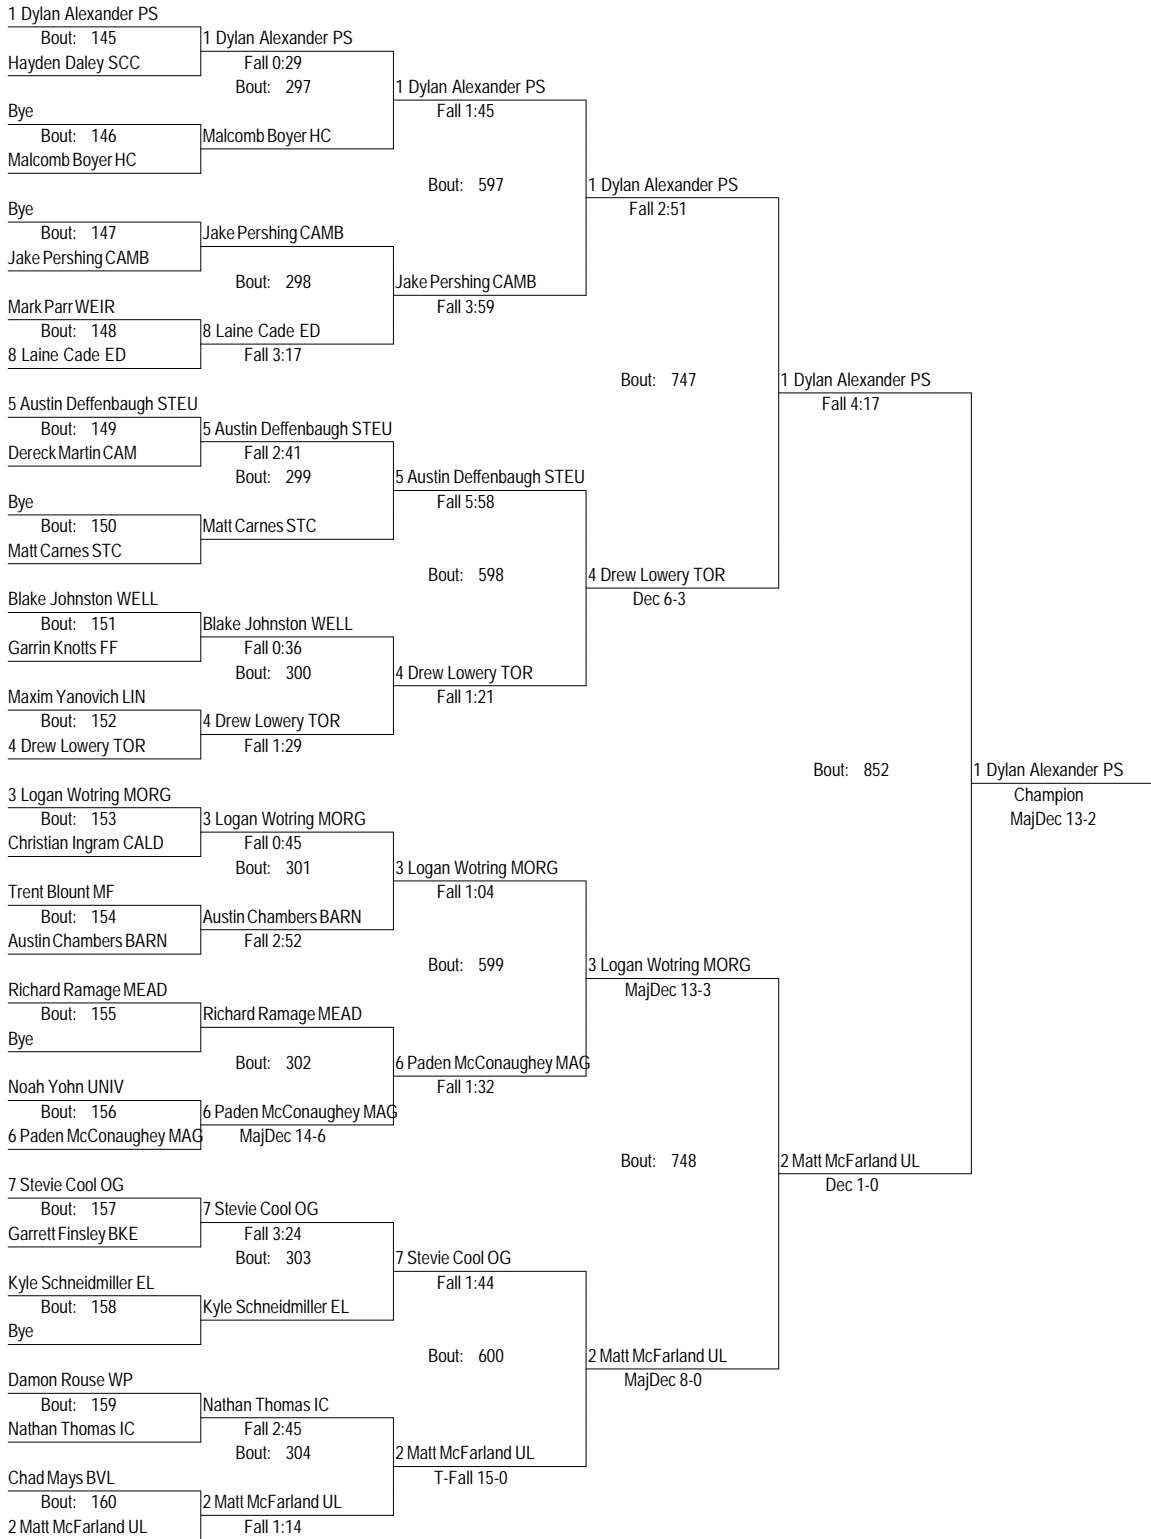 1 Dylan Alexander PS
Bout: 145
Hayden Daley SCC
Bye
Bout: 146
Malcomb Boyer HC
Bye
Bout: 147
Jake Pershing CAMB
Mark Parr WEIR
Bout: 148
8 Laine Cade ED
5 Austin Deffenbaugh STEU
Bout: 149
Dereck Martin CAM
Bye
Bout: 150
Matt Carnes STC
Blake Johnston WELL
Bout: 151
Garrin Knotts FF
Maxim Yanovich LIN
Bout: 152
4 Drew Lowery TOR
3 Logan Wotring MORG
Bout: 153
Christian Ingram CALD
Trent Blount MF
Bout: 154
Austin Chambers BARN
Richard Ramage MEAD
Bout: 155
Bye
Noah Yohn UNIV
Bout: 156
6 Paden McConaughey MAG
7 Stevie Cool OG
Bout: 157
Garrett Finsley BKE
Kyle Schneidmiller EL
Bout: 158
Bye
Damon Rouse WP
Bout: 159
Nathan Thomas IC
Chad Mays BVL
Bout: 160
2 Matt McFarland UL
1 Dylan Alexander PS
Fall 0:29
Bout: 297
Malcomb Boyer HC
Jake Pershing CAMB
Bout: 298
8 Laine Cade ED
Fall 3:17
5 Austin Deffenbaugh STEU
Fall 2:41
Bout: 299
Matt Carnes STC
Blake Johnston WELL
Fall 0:36
Bout: 300
4 Drew Lowery TOR
Fall 1:29
3 Logan Wotring MORG
Fall 0:45
Bout: 301
Austin Chambers BARN
Fall 2:52
Richard Ramage MEAD
Bout: 302
6 Paden McConaughey MAG
MajDec 14-6
7 Stevie Cool OG
Fall 3:24
Bout: 303
Kyle Schneidmiller EL
Nathan Thomas IC
Fall 2:45
Bout: 304
2 Matt McFarland UL
Fall 1:14
1 Dylan Alexander PS
Fall 1:45
Bout: 597
Jake Pershing CAMB
Fall 3:59
5 Austin Deffenbaugh STEU
Fall 5:58
Bout: 598
4 Drew Lowery TOR
Fall 1:21
3 Logan Wotring MORG
Fall 1:04
Bout: 599
6 Paden McConaughey MAG
Fall 1:32
7 Stevie Cool OG
Fall 1:44
Bout: 600
2 Matt McFarland UL
T-Fall 15-0
1 Dylan Alexander PS
Fall 2:51
Bout: 747
4 Drew Lowery TOR
Dec 6-3
3 Logan Wotring MORG
MajDec 13-3
Bout: 748
2 Matt McFarland UL
MajDec 8-0
1 Dylan Alexander PS
Fall 4:17
Bout: 852
2 Matt McFarland UL
Dec 1-0
1 Dylan Alexander PS
Champion
MajDec 13-2